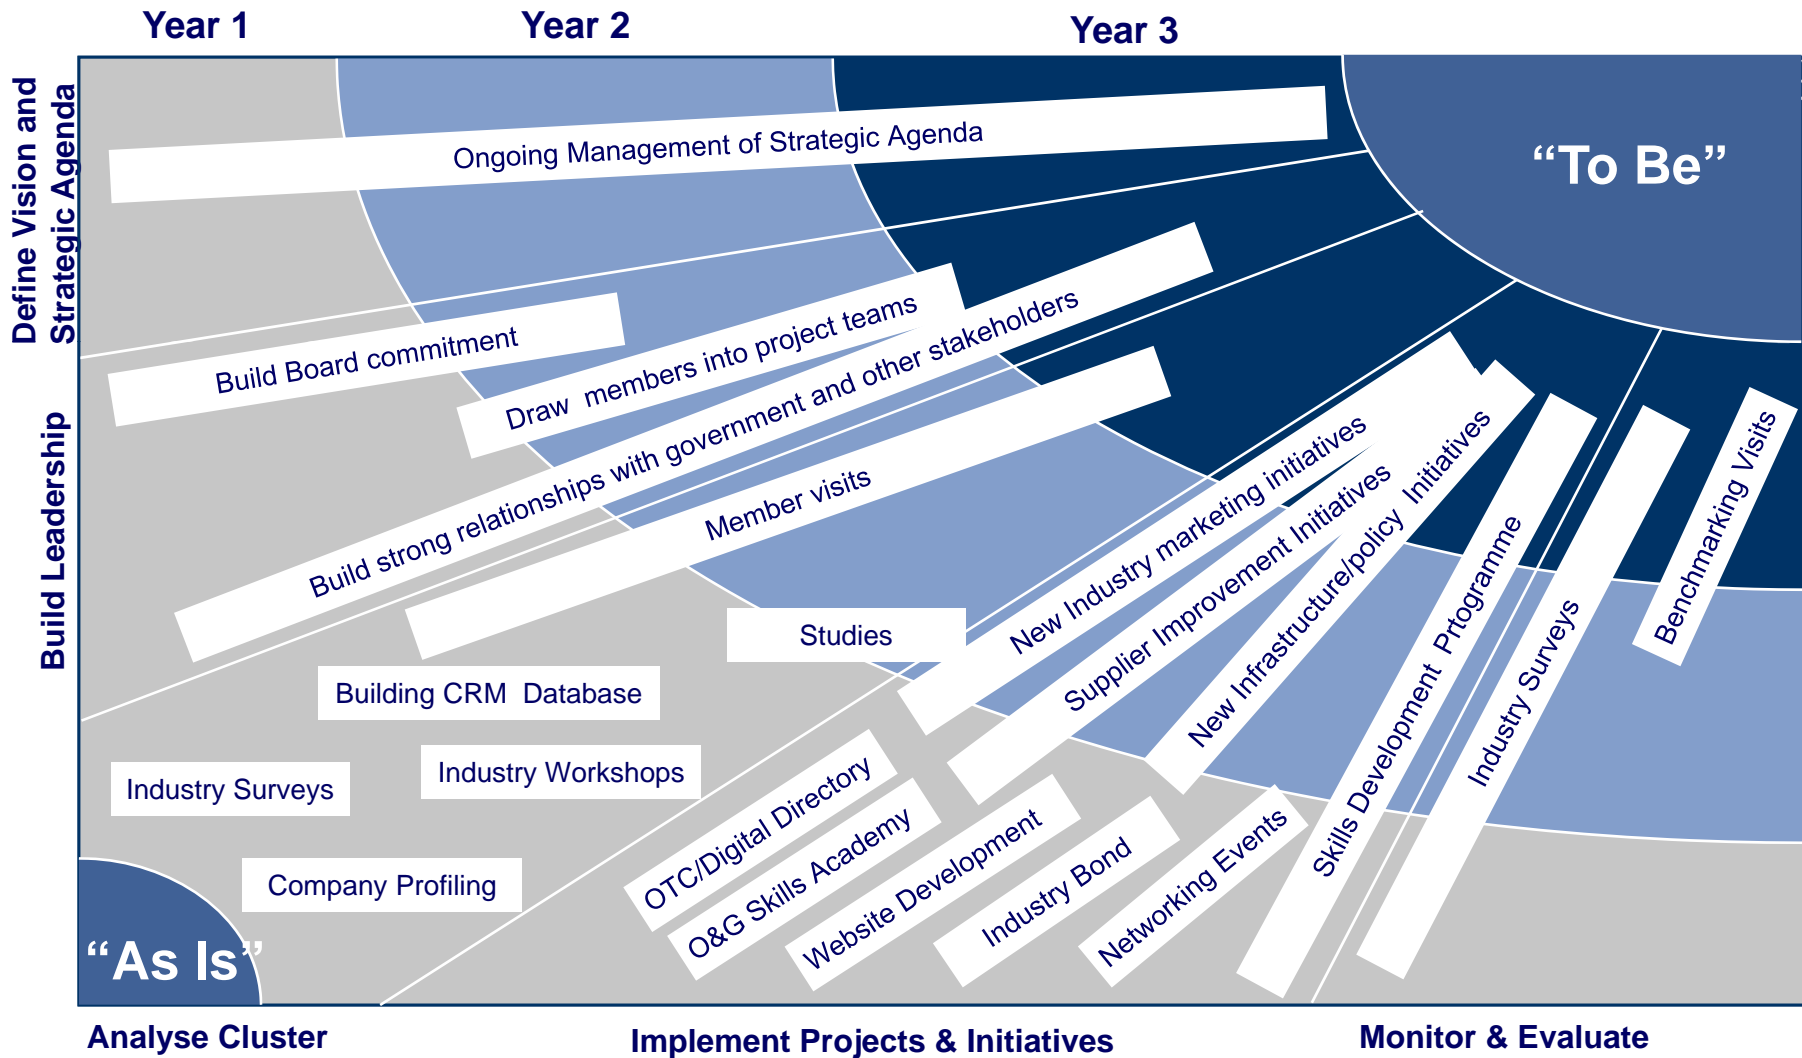 Year 1
Year 2
Year 3
Define Vision and
Strategic Agenda
Build Leadership
“To Be”
Ongoing Management of Strategic Agenda
Build Board commitment
Draw members into project teams
Build strong relationships with government and other stakeholders
Member visits
Studies
Building CRM Database
Industry Workshops
Industry Surveys
Company Profiling
“As Is”
New Industry marketing initiatives
Supplier Improvement Initiatives
New Infrastructure/policy Initiatives
Skills Development Prtogramme
Industry Surveys
Benchmarking Visits
OTC/Digital Directory
O&G Skills Academy
Website Development
Industry Bond
Networking Events
Analyse Cluster
Implement Projects & Initiatives
Monitor & Evaluate